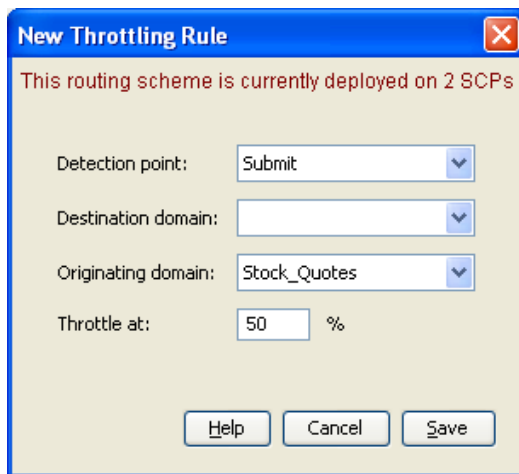 New Throttling Rule
This routing scheme is currently deployed on 2 SCPs
Detection point: Submit
Destination domain:
Originating domain: Stock_Quotes
Throttle at: 50 %
Help Cancel Save